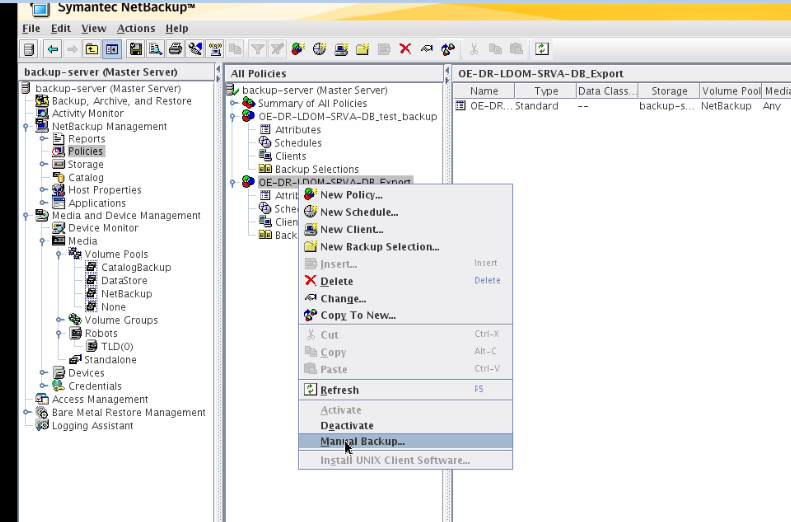 Symantec NetBackup™
File Edit View Actions Help
backup-server (Master Server)
backup-server (Master Server)
Backup, Archive, and Restore
Activity Monitor
NetBackup Management
Reports
Policies
Storage
Catalog
Host Properties
Applications
Media and Device Management
Device Monitor
Media
Volume Pools
CatalogBackup
DataStore
NetBackup
None
Volume Groups
Robots
TLD(0)
Standalone
Devices
Credentials
Access Management
Bare Metal Restore Management
Logging Assistant
All Policies
backup-server (Master Server)
Summary of All Policies
OE-DR-LDOM-SRVA-DB_test_backup
Attributes
Schedules
Clients
Backup Selections
OE-DR-LDOM-SRVA-DB_Export
Attri
Sche
Clien
Back
New Policy...
New Schedule...
New Client...
New Backup Selection...
Insert... Insert
Delete Delete
Change...
Copy To New...
Cut Ctrl-X
Copy Alt-C
Paste Ctrl-V
Refresh F5
Activate
Deactivate
Manual Backup...
Install UNIX Client Software...
OE-DR-LDOM-SRVA-DB_Export
Name Type Data Class... Storage Volume Pool Media
OE-DR... Standard -- backup-s... NetBackup Any